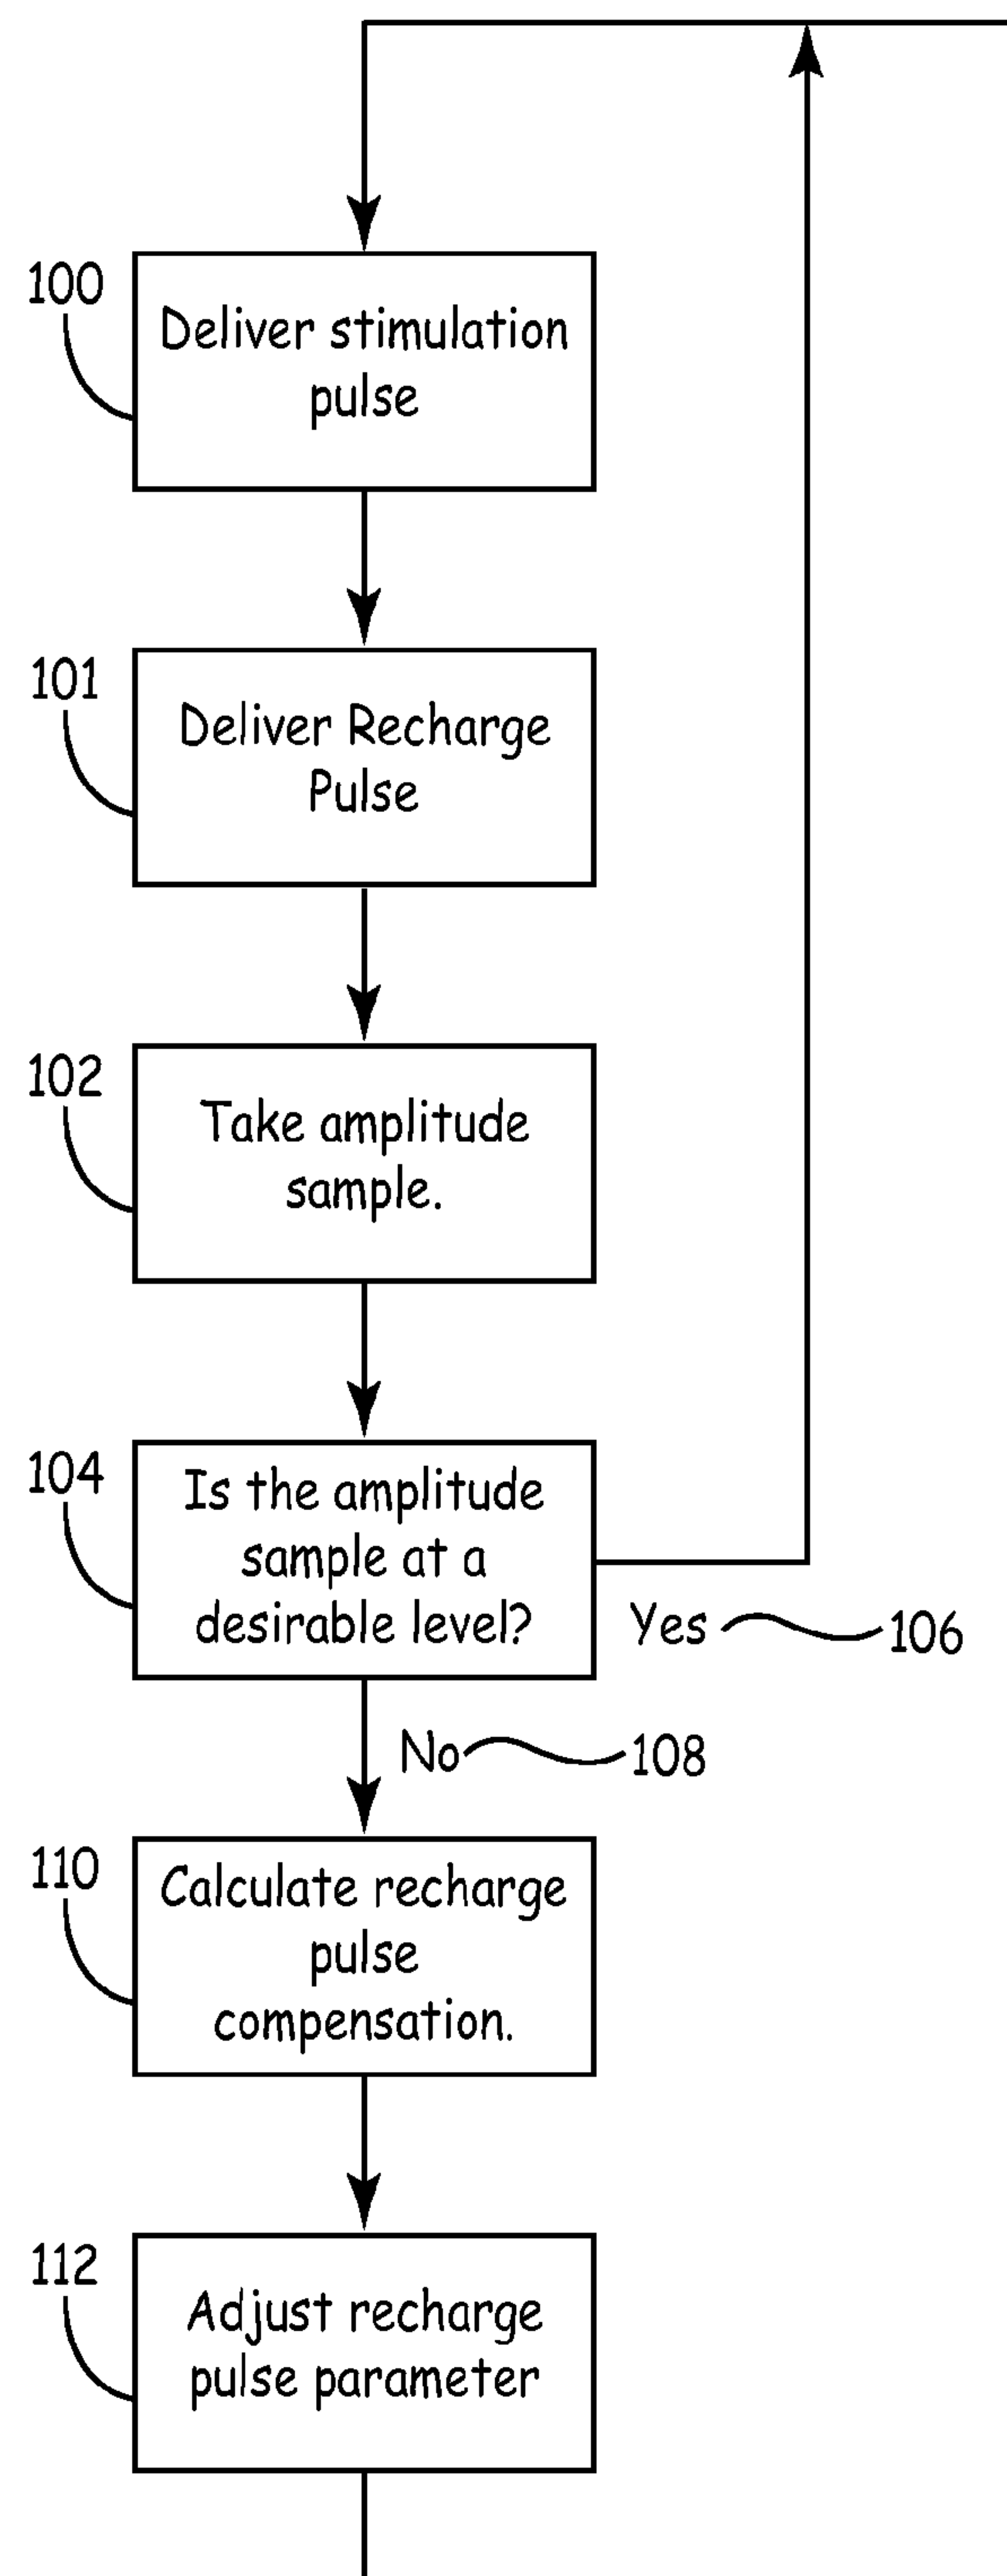 100
Deliver stimulation
pulse
101
Deliver Recharge
Pulse
102
Take amplitude
sample.
104
Is the amplitude
sample at a
desirable level?
Yes 106
No 108
110
Calculate recharge
pulse
compensation.
112
Adjust recharge
pulse parameter